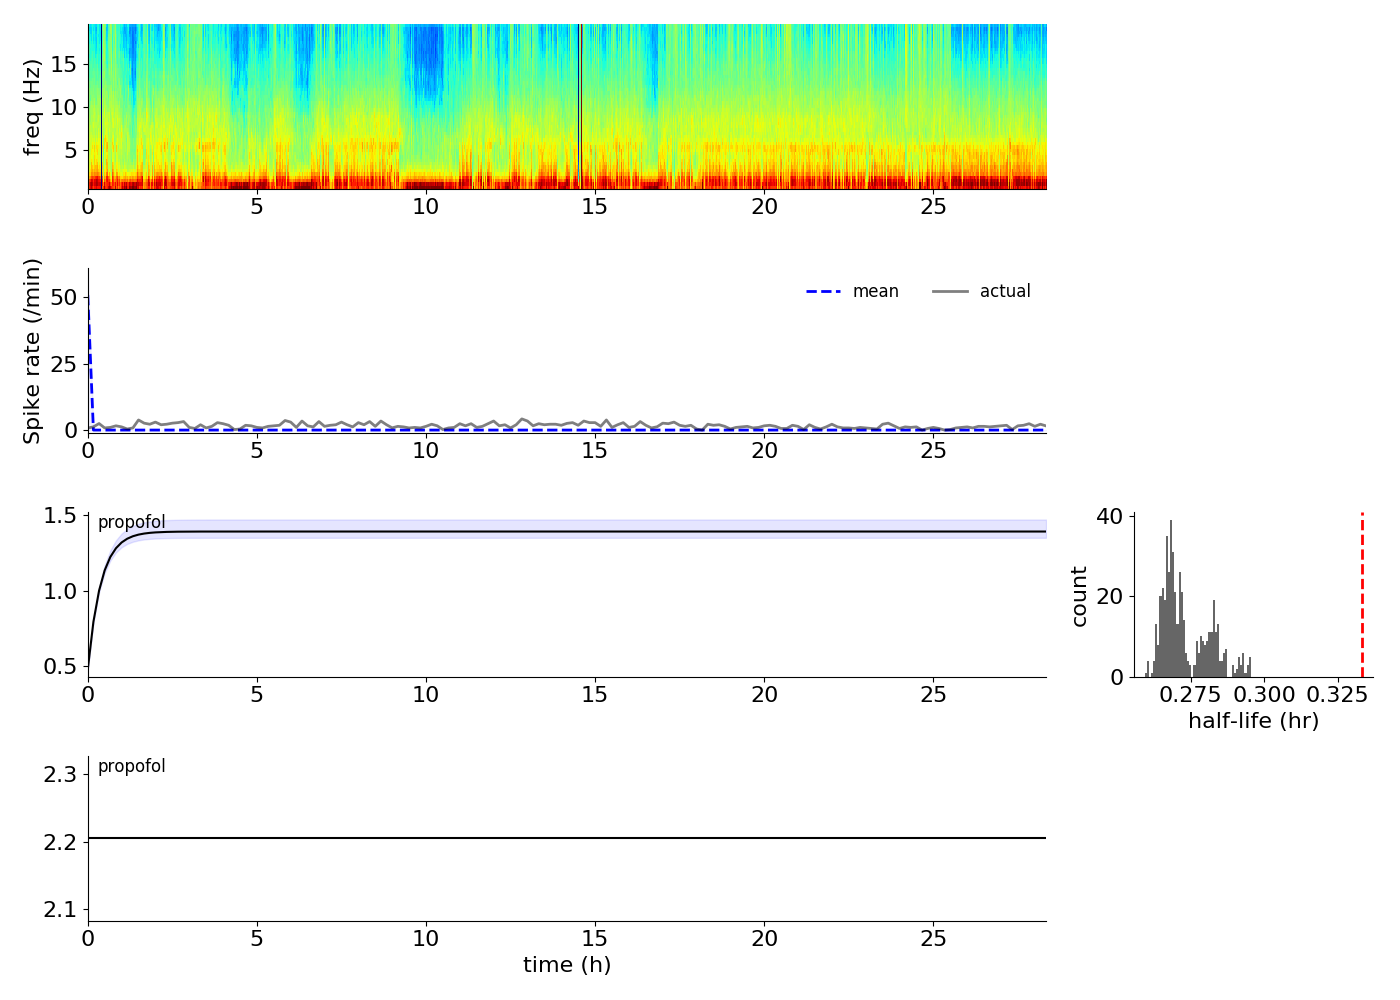 freq (Hz)
15
10
5
0 5 10 15 20 25
Spike rate (/min)
50
25
0
mean actual
0 5 10 15 20 25
1.5
1.0
0.5
propofol
0 5 10 15 20 25
count
40
20
0
0.275 0.300 0.325
half-life (hr)
2.3
2.2
2.1
propofol
0 5 10 15 20 25
time (h)